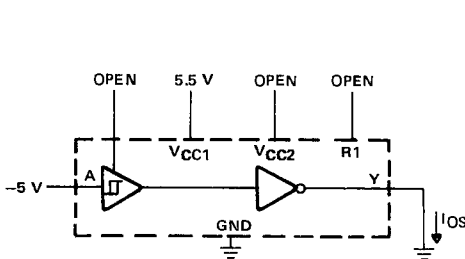 OPEN 5.5 V OPEN OPEN
VCC1 VCC2 R1
–5 V A Y
GND IOS